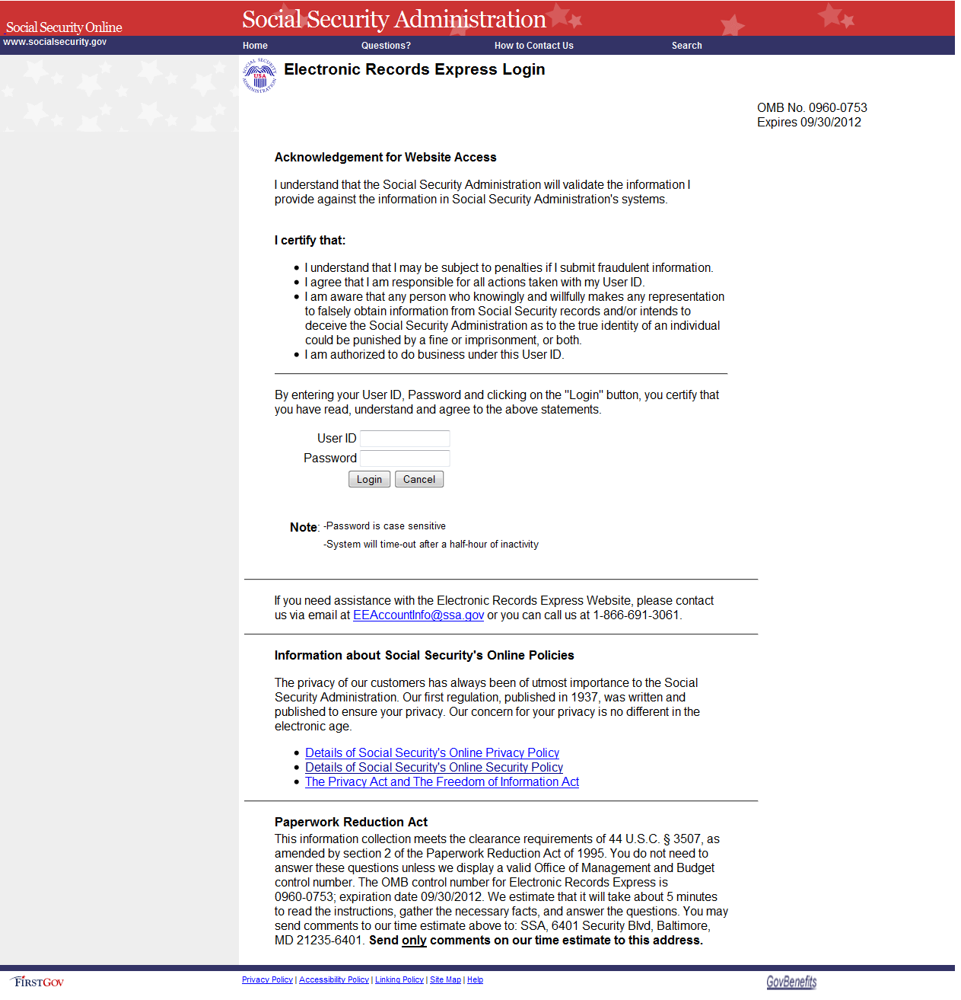 Social Security Online
www.socialsecurity.gov
Social Security Administration
Home Questions? How to Contact Us Search
SOCIAL SECURITY ADMINISTRATION
USA
Electronic Records Express Login
OMB No. 0960-0753
Expires 09/30/2012
Acknowledgement for Website Access
I understand that the Social Security Administration will validate the information I
provide against the information in Social Security Administration's systems.
I certify that:
• I understand that I may be subject to penalties if I submit fraudulent information.
• I agree that I am responsible for all actions taken with my User ID.
• I am aware that any person who knowingly and willfully makes any representation
to falsely obtain information from Social Security records and/or intends to
deceive the Social Security Administration as to the true identity of an individual
could be punished by a fine or imprisonment, or both.
• I am authorized to do business under this User ID.
By entering your User ID, Password and clicking on the "Login" button, you certify that
you have read, understand and agree to the above statements.
User ID
Password
Login Cancel
Note: -Password is case sensitive
-System will time-out after a half-hour of inactivity
If you need assistance with the Electronic Records Express Website, please contact
us via email at EEAccountInfo@ssa.gov or you can call us at 1-866-691-3061.
Information about Social Security's Online Policies
The privacy of our customers has always been of utmost importance to the Social
Security Administration. Our first regulation, published in 1937, was written and
published to ensure your privacy. Our concern for your privacy is no different in the
electronic age.
• Details of Social Security's Online Privacy Policy
• Details of Social Security's Online Security Policy
• The Privacy Act and The Freedom of Information Act
Paperwork Reduction Act
This information collection meets the clearance requirements of 44 U.S.C. § 3507, as
amended by section 2 of the Paperwork Reduction Act of 1995. You do not need to
answer these questions unless we display a valid Office of Management and Budget
control number. The OMB control number for Electronic Records Express is
0960-0753; expiration date 09/30/2012. We estimate that it will take about 5 minutes
to read the instructions, gather the necessary facts, and answer the questions. You may
send comments to our time estimate above to: SSA, 6401 Security Blvd, Baltimore,
MD 21235-6401. Send only comments on our time estimate to this address.
FIRSTGOV
Privacy Policy | Accessibility Policy | Linking Policy | Site Map | Help
GovBenefits